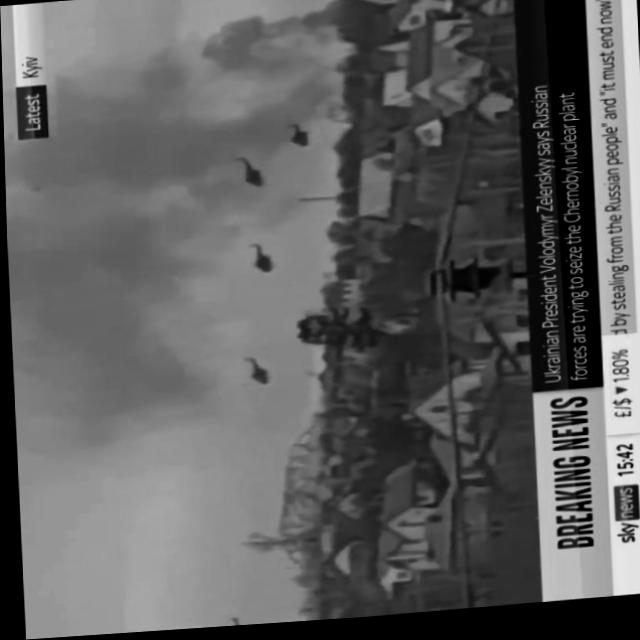 Latest Kyiv
BREAKING NEWS
Ukrainian President Volodymyr Zelensky says Russian
forces are trying to seize the Chernobyl nuclear plant
sky news 15:42 £/$ ▼1.80% d by stealing from the Russian people" and "it must end now